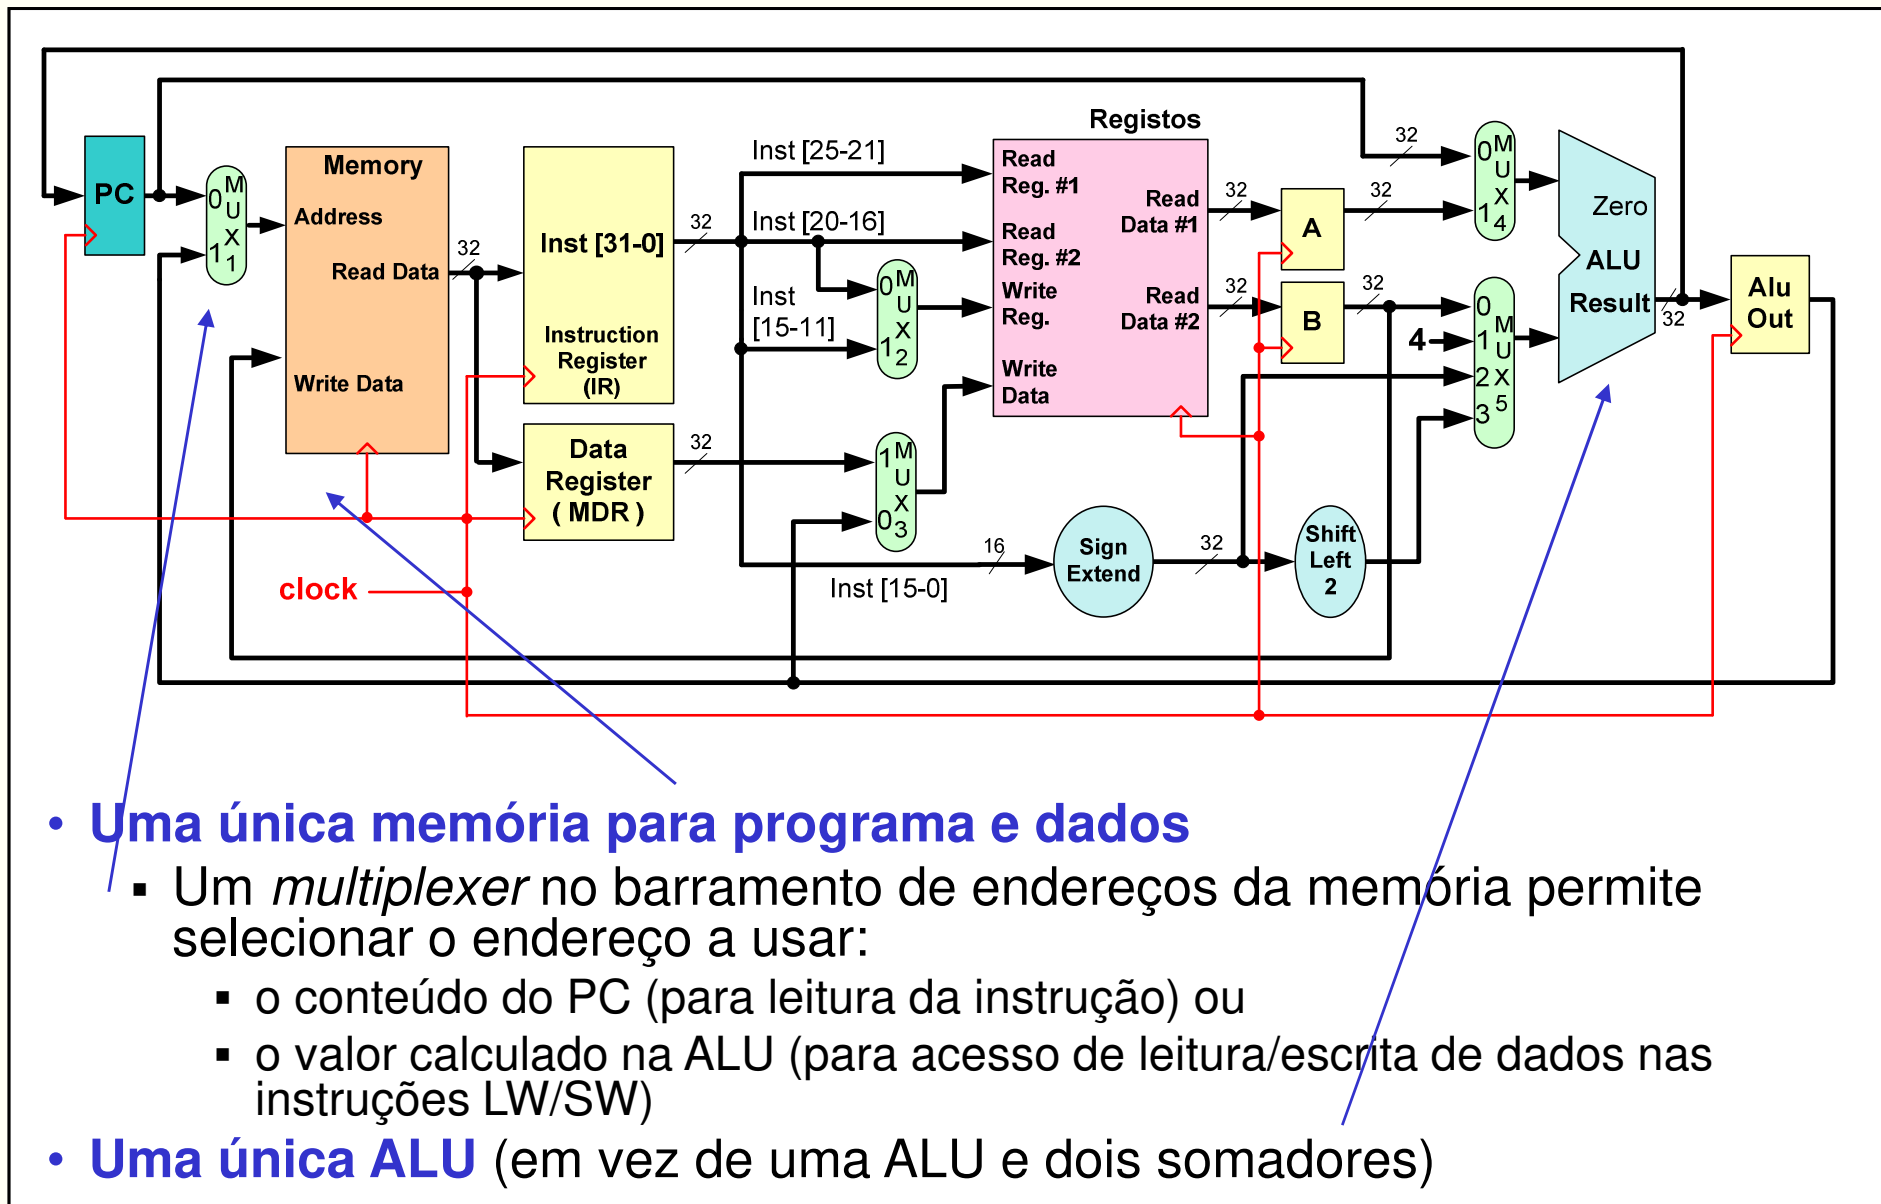 PC
0
1
M
U
X
1
Memory
Address
Read Data
Write Data
32
Inst [31-0]
Instruction
Register
(IR)
32
Data
Register
( MDR )
32
Inst [25-21]
Inst [20-16]
Inst
[15-11]
0
1
M
U
X
2
1
0
M
U
X
3
16
Inst [15-0]
Registos
Read
Reg. #1
Read
Reg. #2
Write
Reg.
Write
Data
Read
Data #1
Read
Data #2
32
32
A
B
32
32
32
Sign
Extend
32
Shift
Left
2
4
0
1
M
U
X
4
0
1
2
3
M
U
X
5
Zero
ALU
Result
32
Alu
Out
clock
• Uma única memória para programa e dados
▪ Um multiplexer no barramento de endereços da memória permite
selecionar o endereço a usar:
▪ o conteúdo do PC (para leitura da instrução) ou
▪ o valor calculado na ALU (para acesso de leitura/escrita de dados nas
instruções LW/SW)
• Uma única ALU (em vez de uma ALU e dois somadores)